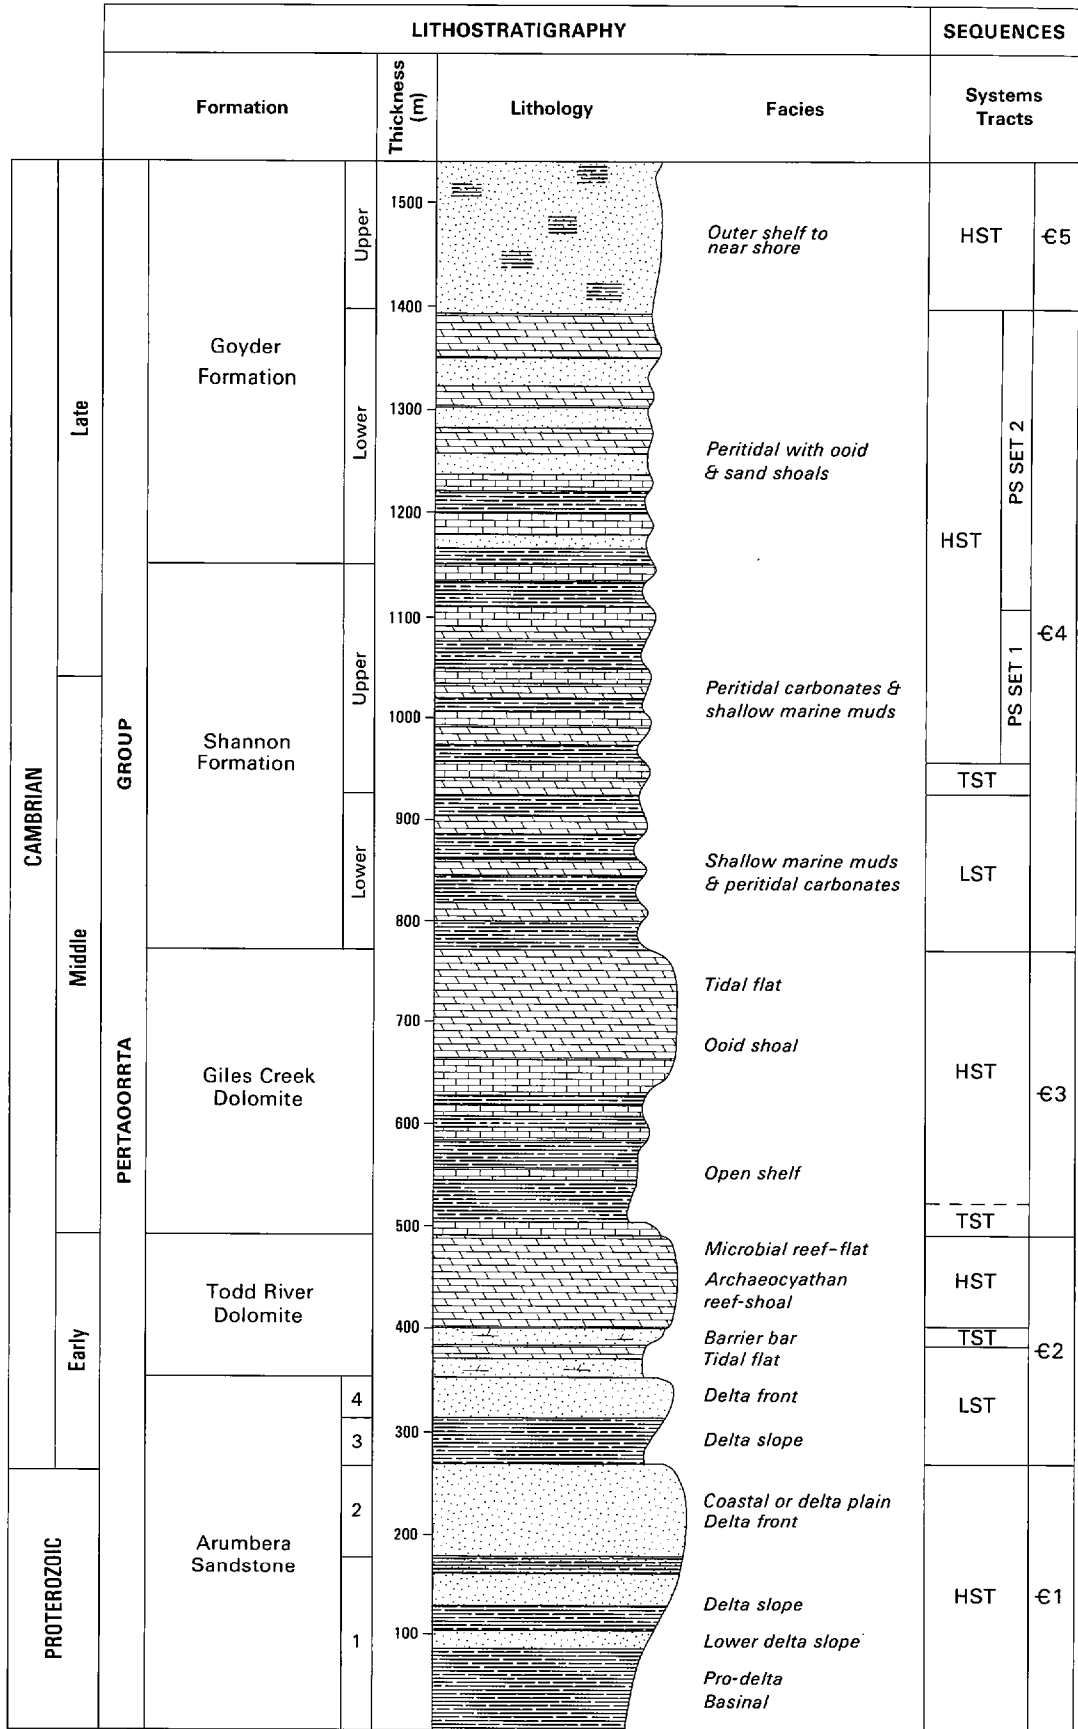 LITHOSTRATIGRAPHY
SEQUENCES
Formation
Thickness
(m)
Lithology
Facies
Systems
Tracts
CAMBRIAN
PROTEROZOIC
Late
Middle
Early
PERTAOORRTA GROUP
Goyder
Formation
Upper
Lower
Shannon
Formation
Upper
Lower
Giles Creek
Dolomite
Todd River
Dolomite
Arumbera
Sandstone
4
3
2
1
1500
1400
1300
1200
1100
1000
900
800
700
600
500
400
300
200
100
Outer shelf to
near shore
Peritidal with ooid
& sand shoals
Peritidal carbonates &
shallow marine muds
Shallow marine muds
& peritidal carbonates
Tidal flat
Ooid shoal
Open shelf
Microbial reef-flat
Archaeocyathan
reef-shoal
Barrier bar
Tidal flat
Delta front
Delta slope
Coastal or delta plain
Delta front
Delta slope
Lower delta slope
Pro-delta
Basinal
HST
Є5
HST
PS SET 2
PS SET 1
Є4
TST
LST
HST
Є3
TST
HST
TST
Є2
LST
HST
Є1